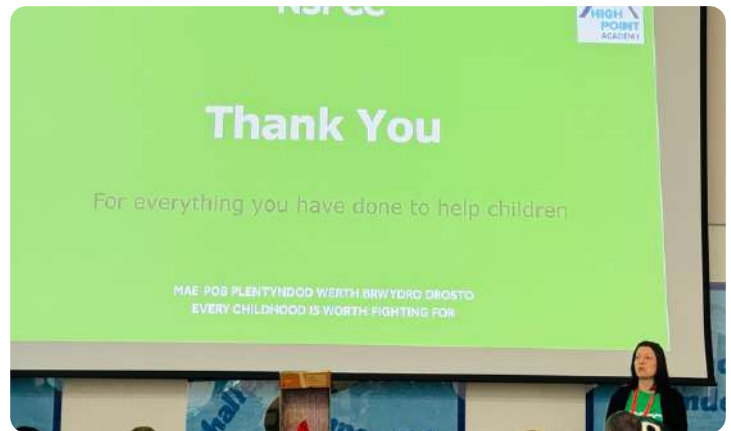 NSPCC
HIGH
POINT
ACADEMY
Thank You
For everything you have done to help children
MAE POB PLENTYNDOD WERTH BRWYDRO DROSTO
EVERY CHILDHOOD IS WORTH FIGHTING FOR